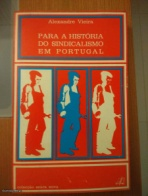 Alexandre Vieira
PARA A HISTÓRIA
DO SINDICALISMO
EM PORTUGAL